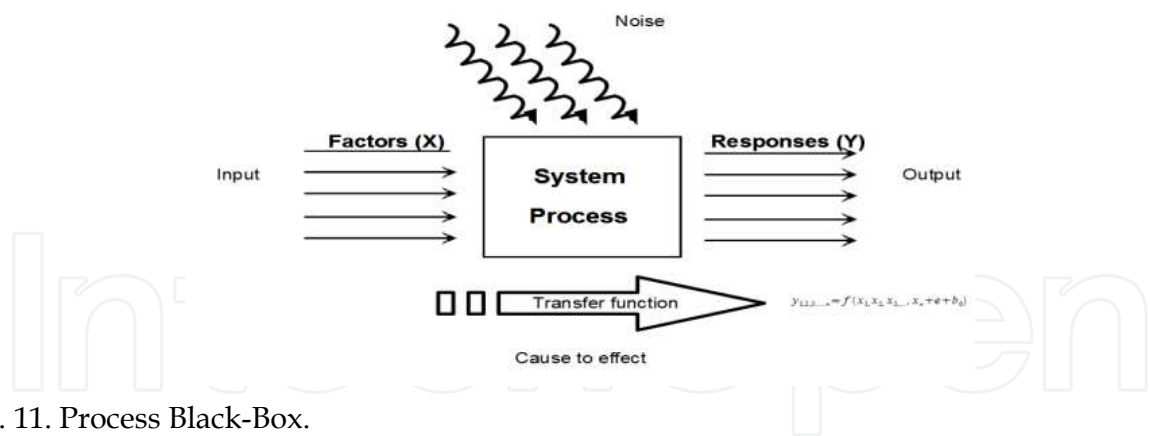 Noise
Factors (X)
Responses (Y)
Input
System
Process
Output
Transfer function
Cause to effect
. 11. Process Black-Box.